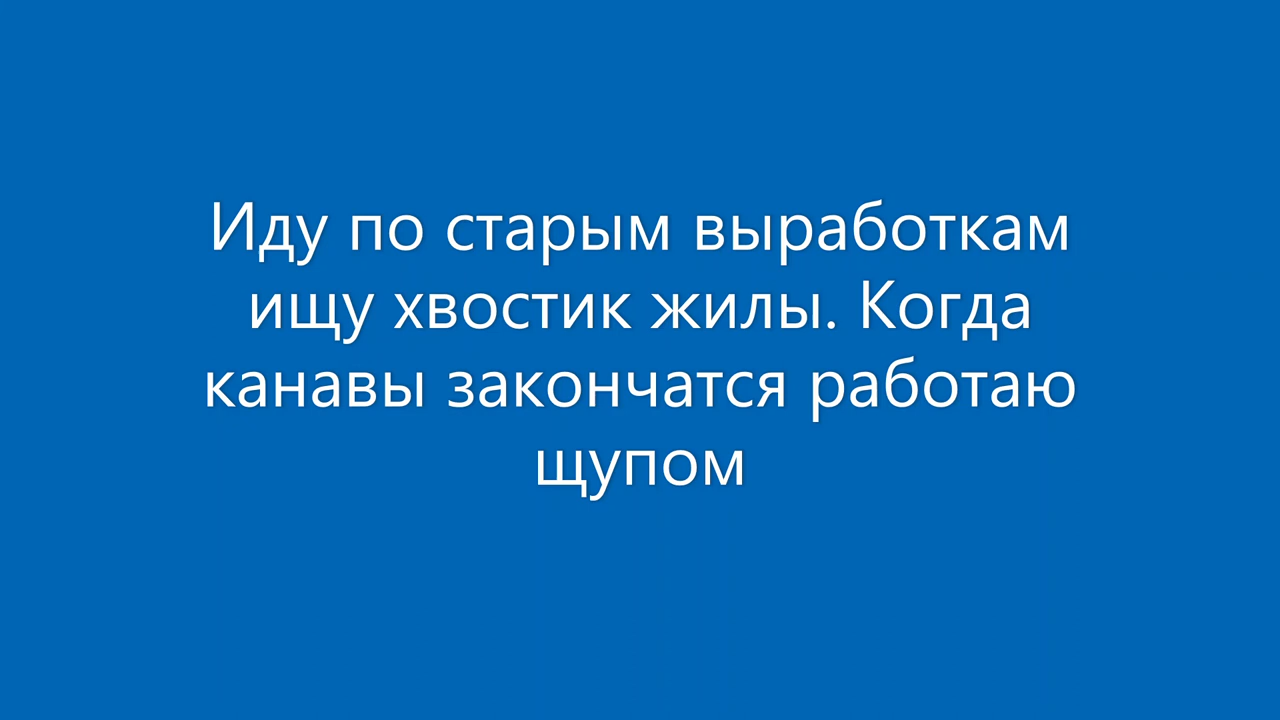 Иду по старым выработкам
ищу хвостик жилы. Когда
канавы закончатся работаю
щупом